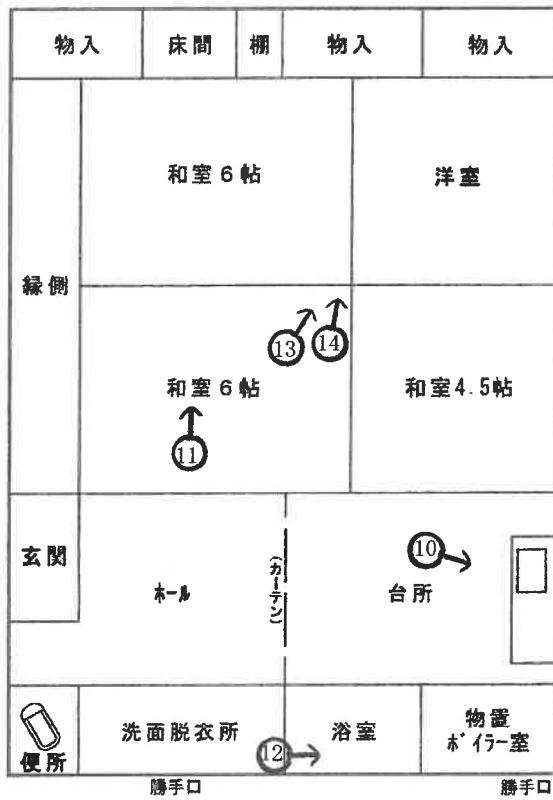 物入
床間
棚
物入
物入
和室6帖
洋室
縁側
⑬
⑭
和室6帖
和室4.5帖
⑪
玄関
ホール
(カーテン)
⑩
台所
便所
洗面脱衣所
⑫
浴室
物置
ボイラー室
勝手口
勝手口